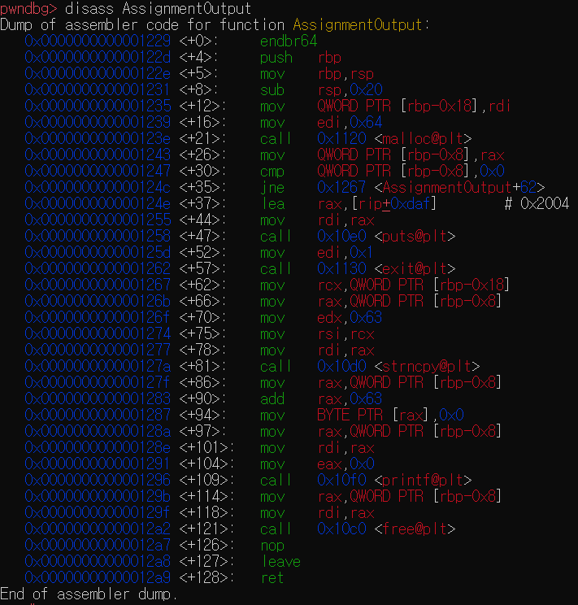 pwndbg> disass AssignmentOutput
Dump of assembler code for function AssignmentOutput:
0x0000000000001229 <+0>: endbr64
0x000000000000122d <+4>: push rbp
0x000000000000122e <+5>: mov rbp,rsp
0x0000000000001231 <+8>: sub rsp,0x20
0x0000000000001235 <+12>: mov QWORD PTR [rbp-0x18],rdi
0x0000000000001239 <+16>: mov edi,0x64
0x000000000000123e <+21>: call 0x1120 <malloc@plt>
0x0000000000001243 <+26>: mov QWORD PTR [rbp-0x8],rax
0x0000000000001247 <+30>: cmp QWORD PTR [rbp-0x8],0x0
0x000000000000124c <+35>: jne 0x1267 <AssignmentOutput+62>
0x000000000000124e <+37>: lea rax,[rip+0xdaf] # 0x2004
0x0000000000001255 <+44>: mov rdi,rax
0x0000000000001258 <+47>: call 0x10e0 <puts@plt>
0x000000000000125d <+52>: mov edi,0x1
0x0000000000001262 <+57>: call 0x1130 <exit@plt>
0x0000000000001267 <+62>: mov rcx,QWORD PTR [rbp-0x18]
0x000000000000126b <+66>: mov rax,QWORD PTR [rbp-0x8]
0x000000000000126f <+70>: mov edx,0x63
0x0000000000001274 <+75>: mov rsi,rcx
0x0000000000001277 <+78>: mov rdi,rax
0x000000000000127a <+81>: call 0x10d0 <strncpy@plt>
0x000000000000127f <+86>: mov rax,QWORD PTR [rbp-0x8]
0x0000000000001283 <+90>: add rax,0x63
0x0000000000001287 <+94>: mov BYTE PTR [rax],0x0
0x000000000000128a <+97>: mov rax,QWORD PTR [rbp-0x8]
0x000000000000128e <+101>: mov rdi,rax
0x0000000000001291 <+104>: mov eax,0x0
0x0000000000001296 <+109>: call 0x10f0 <printf@plt>
0x000000000000129b <+114>: mov rax,QWORD PTR [rbp-0x8]
0x000000000000129f <+118>: mov rdi,rax
0x00000000000012a2 <+121>: call 0x10c0 <free@plt>
0x00000000000012a7 <+126>: nop
0x00000000000012a8 <+127>: leave
0x00000000000012a9 <+128>: ret
End of assembler dump.